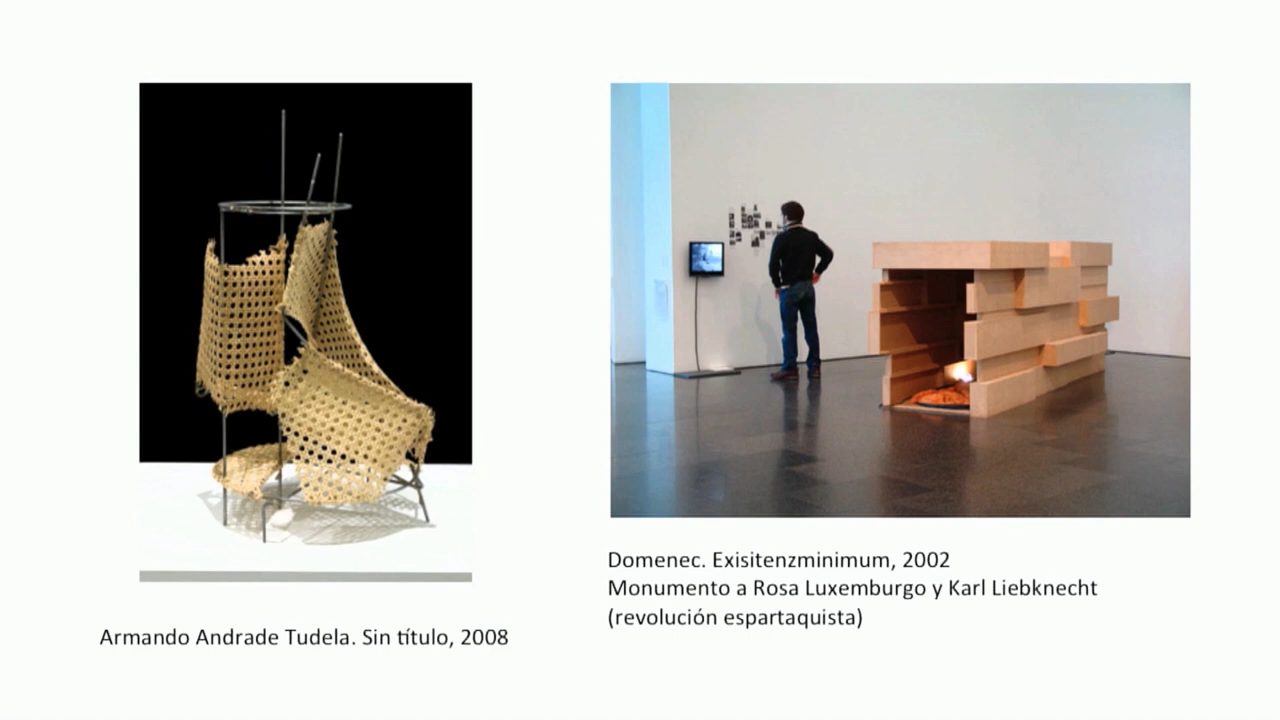 Domenec. Exisitenzminimum, 2002
Monumento a Rosa Luxemburgo y Karl Liebknecht
(revolución espartaquista)
Armando Andrade Tudela. Sin título, 2008